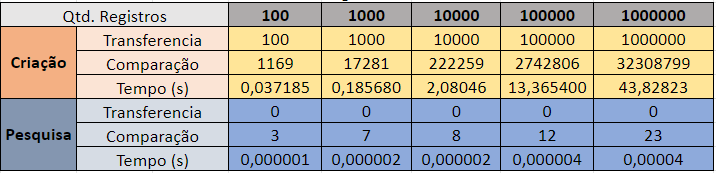 Qtd. Registros 100 1000 10000 100000 1000000
Transferencia 100 1000 10000 100000 1000000
Criação Comparação 1169 17281 222259 2742806 32308799
Tempo (s) 0,037185 0,185680 2,08046 13,365400 43,82823
Transferencia 0 0 0 0 0
Pesquisa Comparação 3 7 8 12 23
Tempo (s) 0,000001 0,000002 0,000002 0,000004 0,00004